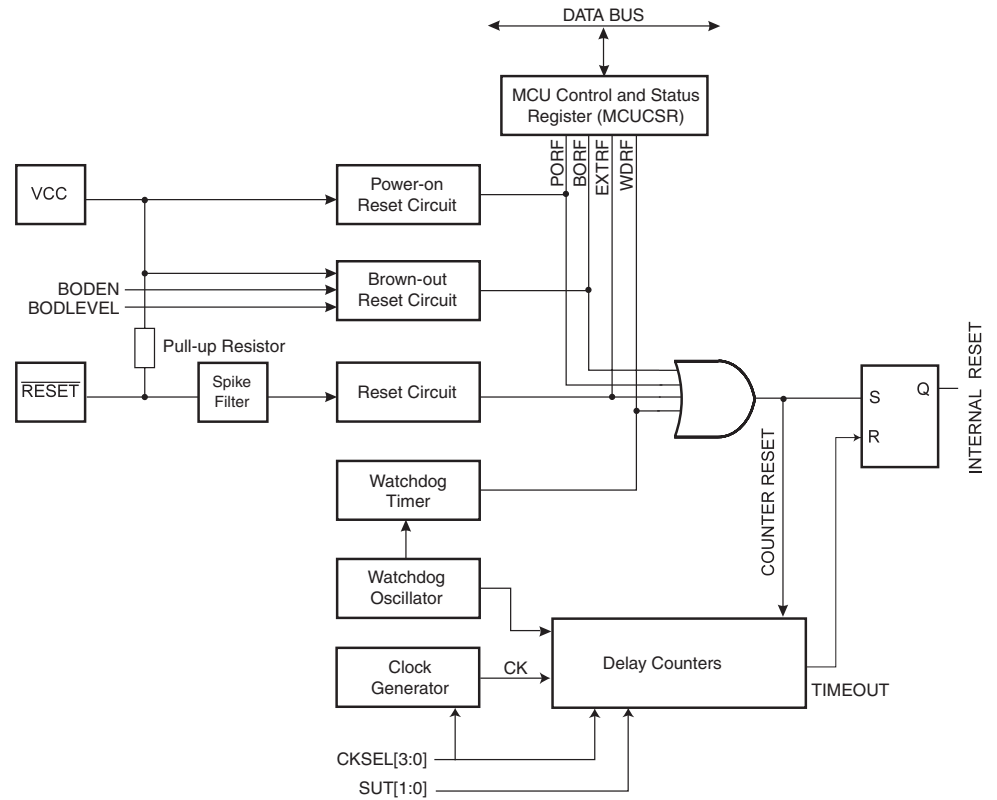 DATA BUS
MCU Control and Status
Register (MCUCSR)
PORF
BORF
EXTRF
WDRF
VCC
Power-on
Reset Circuit
BODEN
BODLEVEL
Brown-out
Reset Circuit
Pull-up Resistor
RESET
Spike
Filter
Reset Circuit
S
Q
R
INTERNAL RESET
COUNTER RESET
Watchdog
Timer
Watchdog
Oscillator
Clock
Generator
CK
Delay Counters
TIMEOUT
CKSEL[3:0]
SUT[1:0]